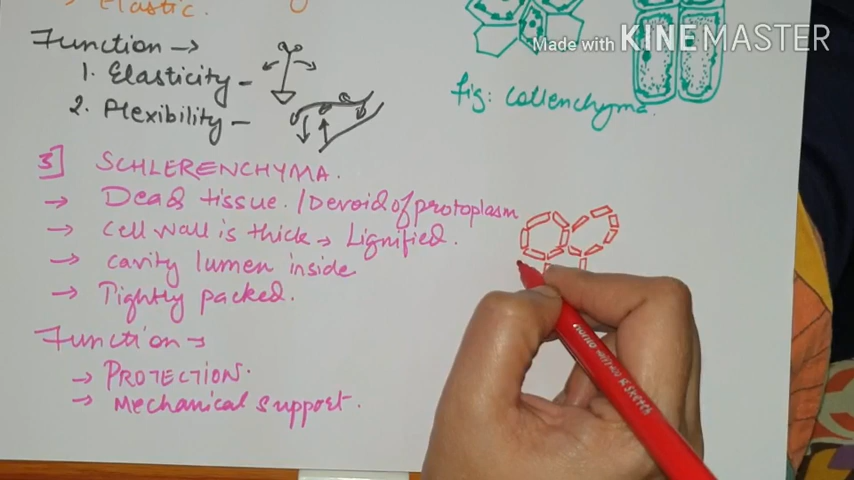 Elastic.
Made with KINEMASTER
Function →
1. Elasticity -
2. Flexibility -
fig: Collenchyma.
3] SCHLERENCHYMA.
→ Dead tissue. / Devoid of protoplasm
→ Cell wall is thick → Lignified.
→ cavity lumen inside
→ Tightly packed.
Function →
→ PROTECTION.
→ Mechanical support.